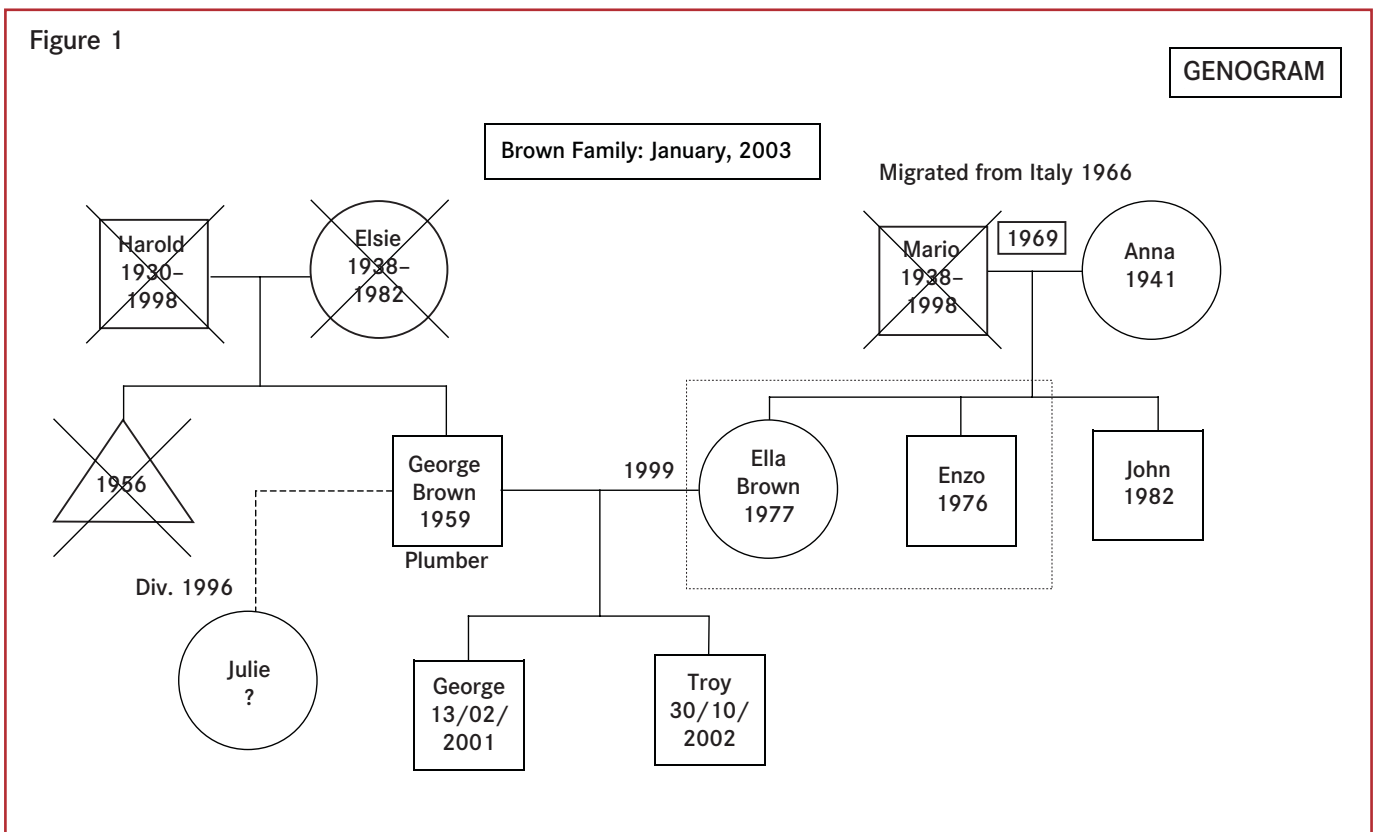 Figure 1
GENOGRAM
Brown Family: January, 2003
Migrated from Italy 1966
Harold
1930–
1998
Elsie
1938–
1982
Mario
1938–
1998
1969
Anna
1941
1956
George
Brown
1959
Plumber
1999
Ella
Brown
1977
Enzo
1976
John
1982
Div. 1996
Julie
?
George
13/02/
2001
Troy
30/10/
2002